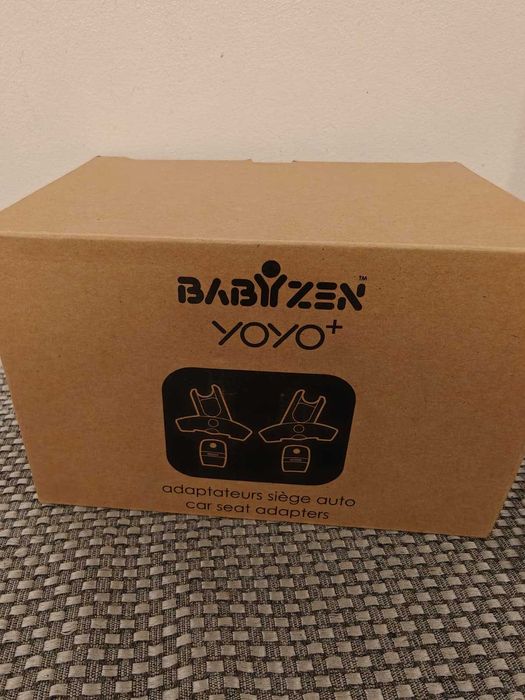 BABYZEN™
YOYO+
adaptateurs siège auto
car seat adapters